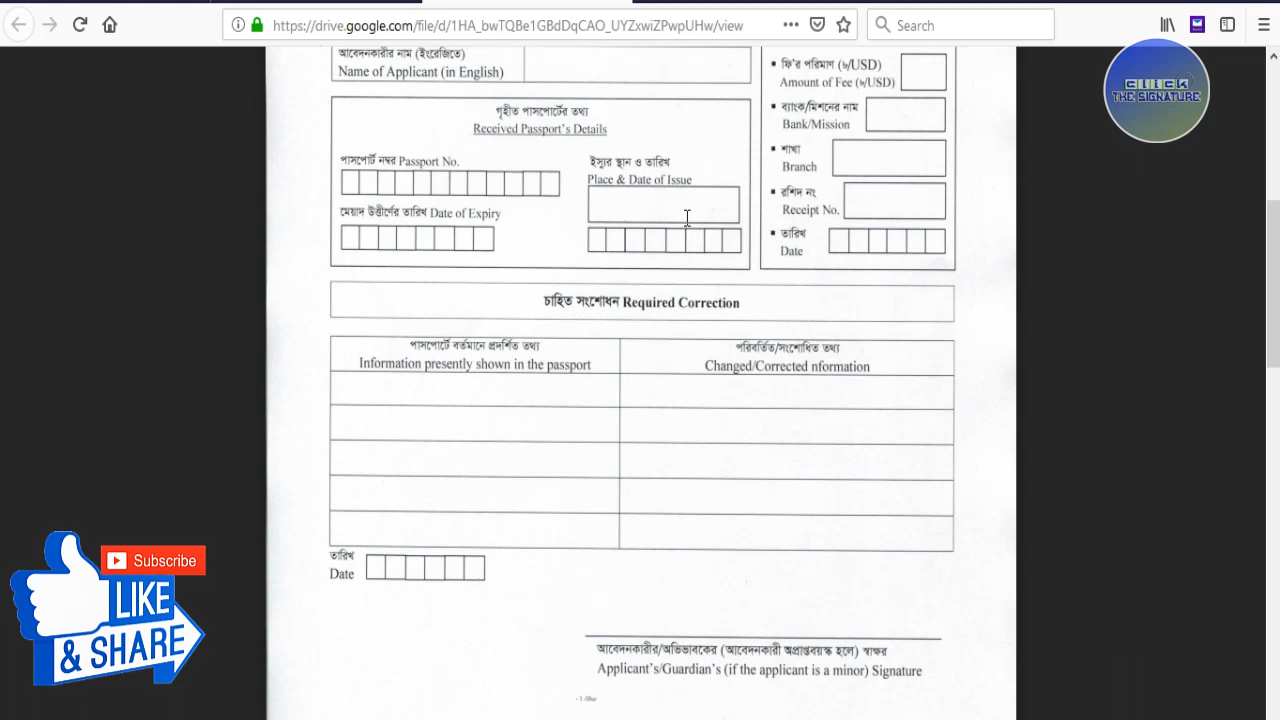 https://drive.google.com/file/d/1HA_bwTQBe1GBdDqCAO_UYZxwiZPwpUHw/view
Search
আবেদনকারীর নাম (ইংরেজিতে)
Name of Applicant (in English)
গৃহীত পাসপোর্টের তথ্য
Received Passport's Details
পাসপোর্ট নম্বর Passport No.
ইস্যুর স্থান ও তারিখ
Place & Date of Issue
মেয়াদ উত্তীর্ণের তারিখ Date of Expiry
ফি'র পরিমাণ (৳/USD)
Amount of Fee (৳/USD)
ব্যাংক/মিশনের নাম
Bank/Mission
শাখা
Branch
রশিদ নং
Receipt No.
তারিখ
Date
CLICK
THE SIGNATURE
চাহিত সংশোধন Required Correction
পাসপোর্টে বর্তমানে প্রদর্শিত তথ্য
Information presently shown in the passport
পরিবর্তিত/সংশোধিত তথ্য
Changed/Corrected nformation
তারিখ
Date
আবেদনকারীর/অভিভাবকের (আবেদনকারী অপ্রাপ্তবয়স্ক হলে) স্বাক্ষর
Applicant's/Guardian's (if the applicant is a minor) Signature
Subscribe
LIKE
& SHARE